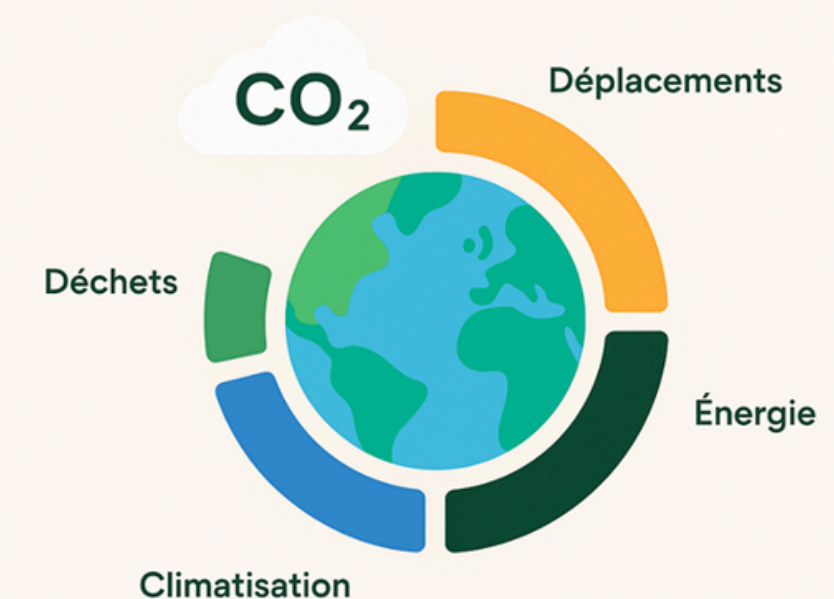 CO₂
Déplacements
Déchets
Énergie
Climatisation